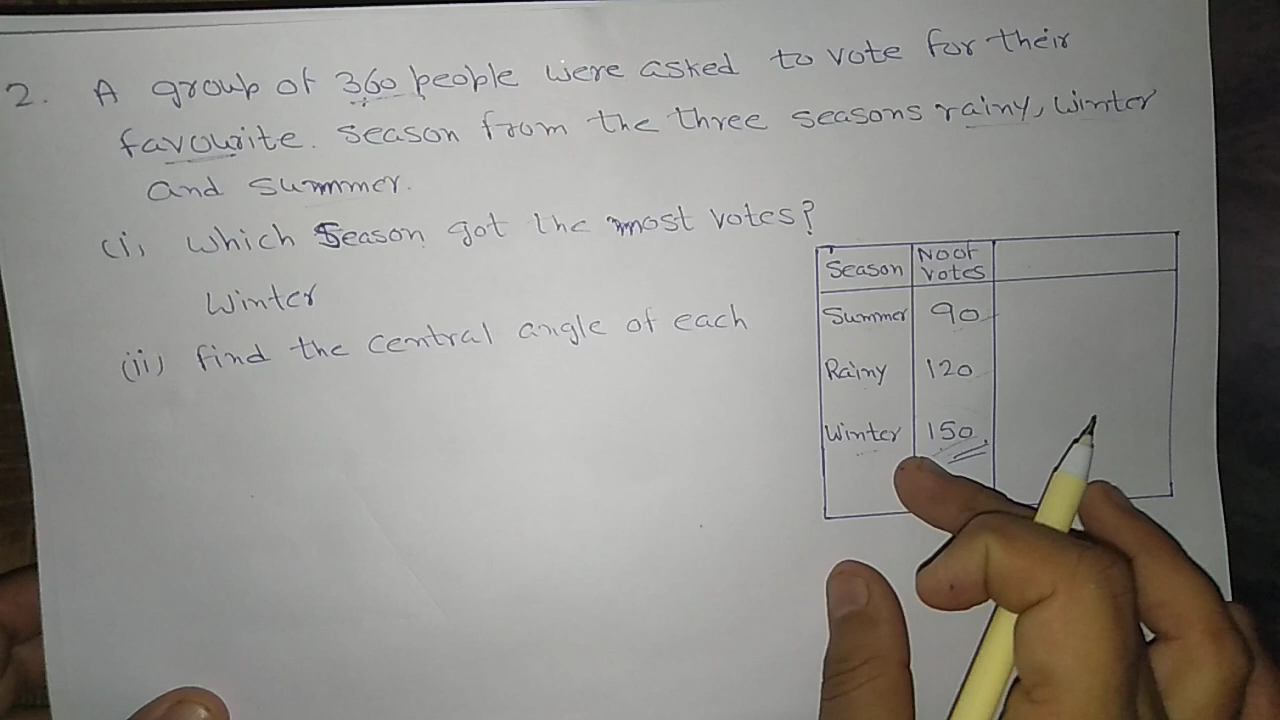 2. A group of 360 people were asked to vote for their
favourite. season from the three seasons rainy, winter
and summer.
(i) Which Season got the most votes?
Winter
(ii) find the central angle of each
Season No of votes
Summer 90
Rainy 120
Winter 150